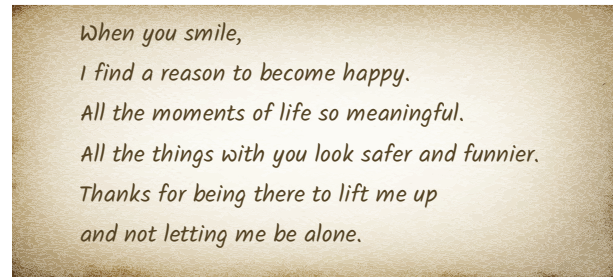 When you smile,
I find a reason to become happy.
All the moments of life so meaningful.
All the things with you look safer and funnier.
Thanks for being there to lift me up
and not letting me be alone.